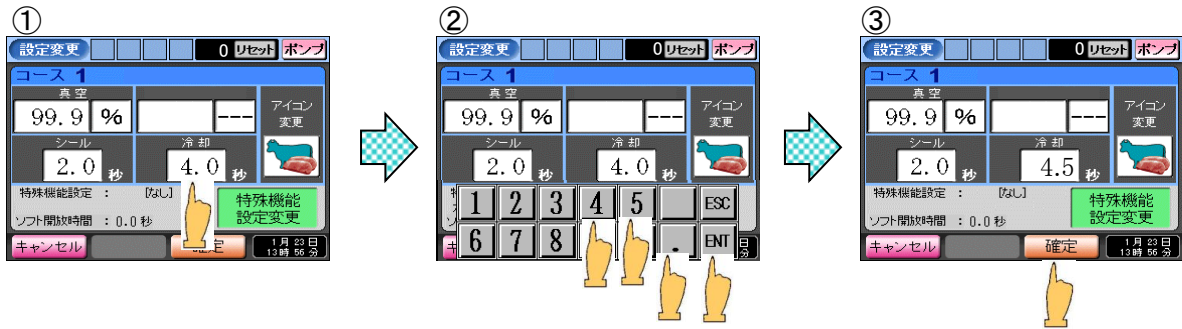 ①
設定変更 0 リセット ポンプ
コース 1
真空
99.9 % ---
アイコン
変更
シール 冷却
2.0 秒 4.0 秒
特殊機能設定 : [なし]
特殊機能
設定変更
ソフト開放時間 : 0.0 秒
キャンセル 定
1月 23日
13時 56分
②
設定変更 0 リセット ポンプ
コース 1
真空
99.9 % ---
アイコン
変更
シール 冷却
2.0 秒 4.0 秒
1 2 3 4 5 ESC
6 7 8 . ENT
日
分
③
設定変更 0 リセット ポンプ
コース 1
真空
99.9 % ---
アイコン
変更
シール 冷却
2.0 秒 4.5 秒
特殊機能設定 : [なし]
特殊機能
設定変更
ソフト開放時間 : 0.0 秒
キャンセル 確定
1月 23日
13時 56分